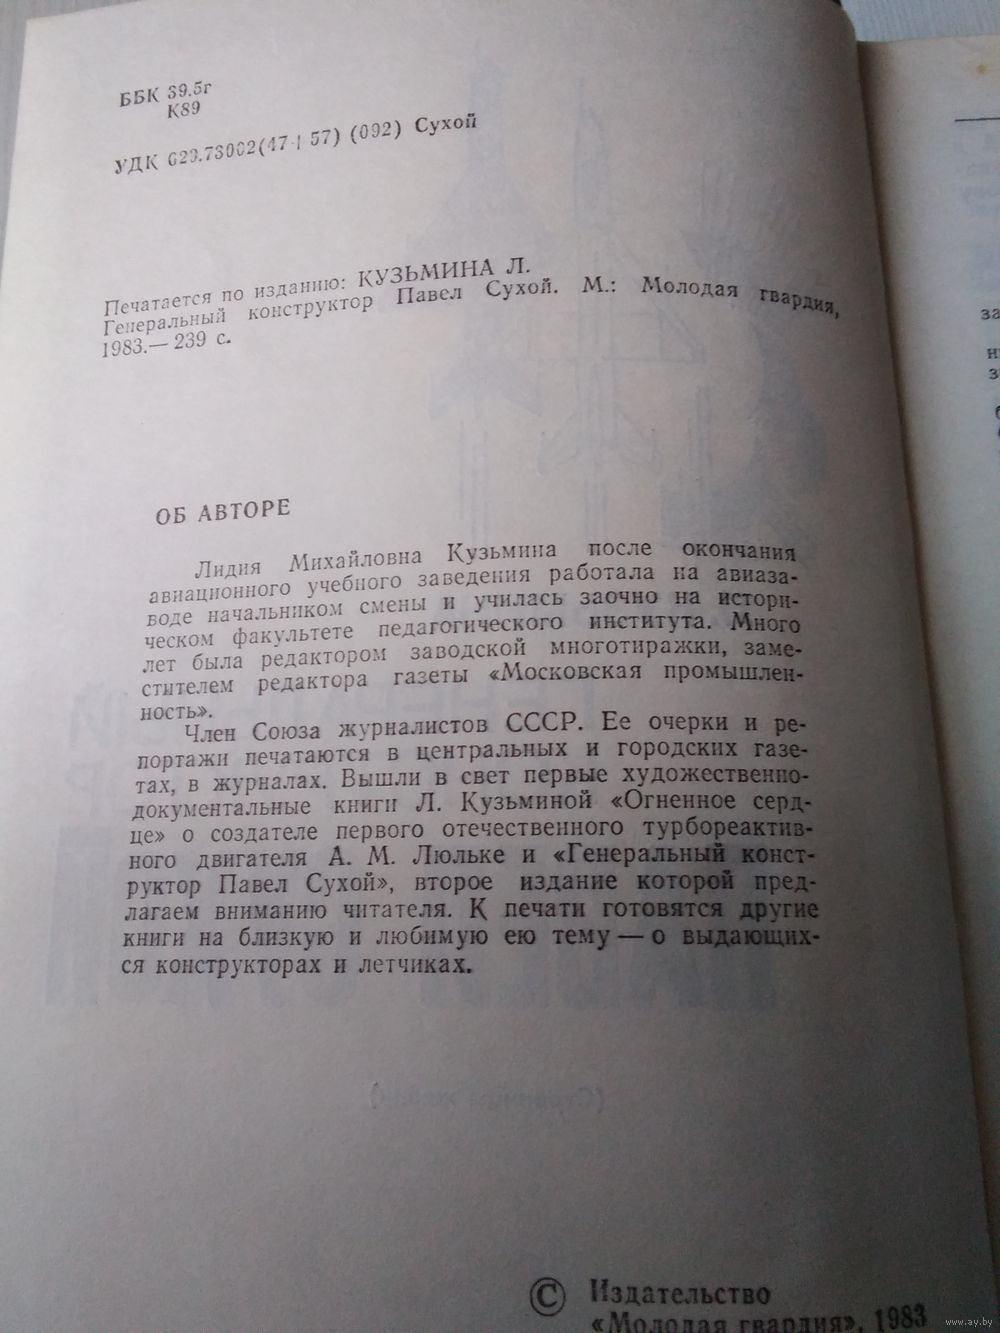 ББК 39.5г
К89
УДК 629.73002(47+57) (092) Сухой
Печатается по изданию: КУЗЬМИНА Л.
Генеральный конструктор Павел Сухой. М.: Молодая гвардия,
1983.— 239 с.
ОБ АВТОРЕ
Лидия Михайловна Кузьмина после окончания
авиационного учебного заведения работала на авиаза-
воде начальником смены и училась заочно на истори-
ческом факультете педагогического института. Много
лет была редактором заводской многотиражки, заме-
стителем редактора газеты «Московская промышлен-
ность».
Член Союза журналистов СССР. Ее очерки и ре-
портажи печатаются в центральных и городских газе-
тах, в журналах. Вышли в свет первые художественно-
документальные книги Л. Кузьминой «Огненное серд-
це» о создателе первого отечественного турбореактив-
ного двигателя А. М. Люльке и «Генеральный конст-
руктор Павел Сухой», второе издание которой пред-
лагаем вниманию читателя. К печати готовятся другие
книги на близкую и любимую ею тему — о выдающих-
ся конструкторах и летчиках.
© Издательство
«Молодая гвардия», 1983
www.ay.by